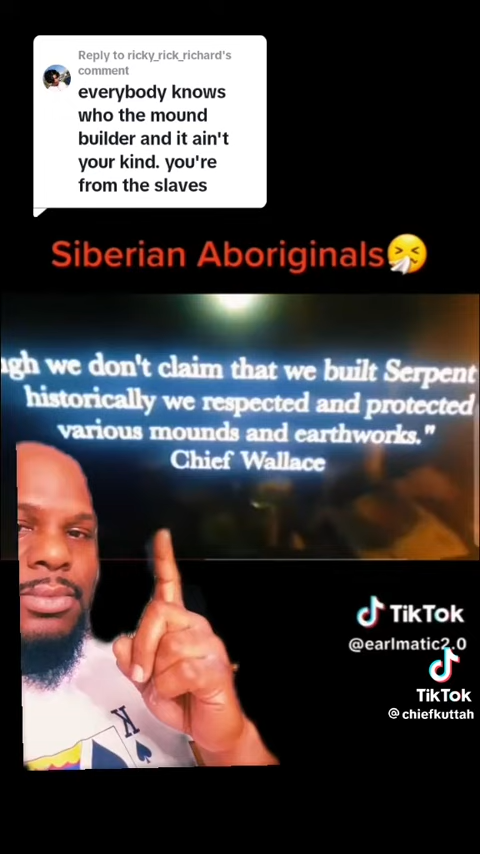 Reply to ricky_rick_richard's
comment
everybody knows
who the mound
builder and it ain't
your kind. you're
from the slaves
Siberian Aboriginals🤧
we don't claim that we built Serpent
historically we respected and protected
various mounds and earthworks."
Chief Wallace
K
TikTok
@earlmatic2.0
TikTok
@chiefkuttah